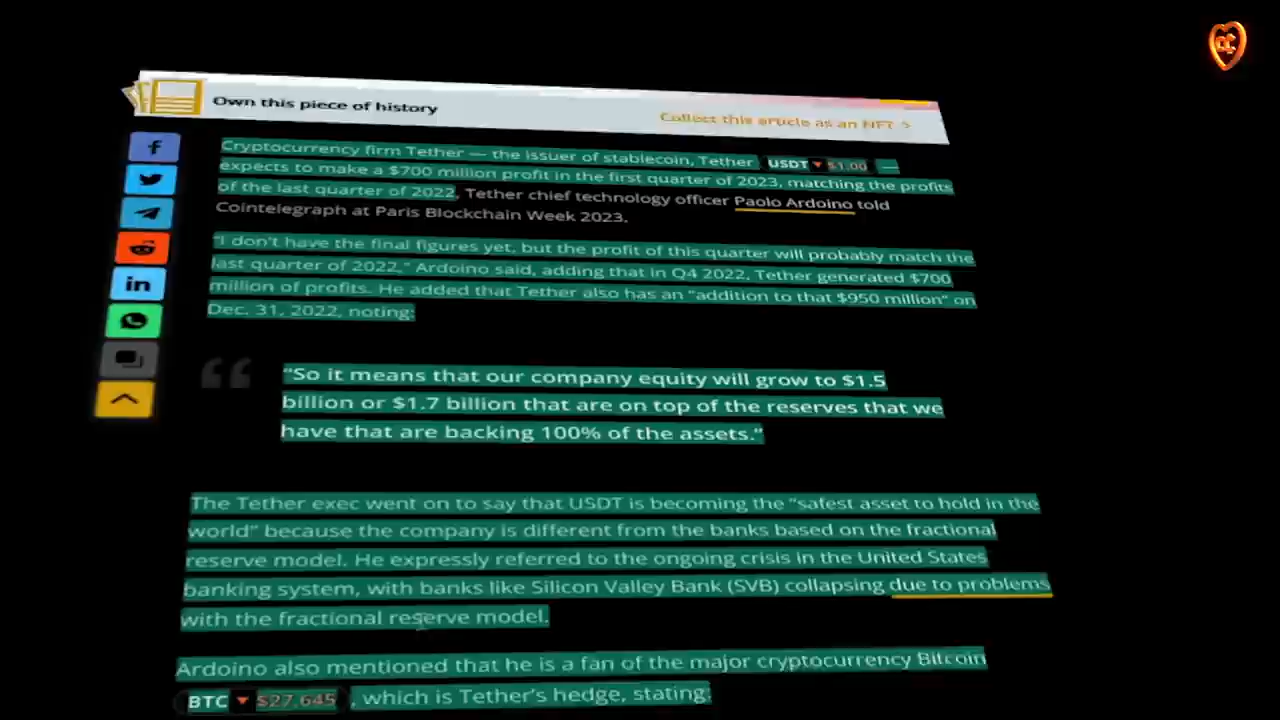 Own this piece of history
Collect this article as an NFT >
Cryptocurrency firm Tether — the issuer of stablecoin, Tether USDT ▼ $1.00 —
expects to make a $700 million profit in the first quarter of 2023, matching the profits
of the last quarter of 2022, Tether chief technology officer Paolo Ardoino told
Cointelegraph at Paris Blockchain Week 2023.
"I don't have the final figures yet, but the profit of this quarter will probably match the
last quarter of 2022," Ardoino said, adding that in Q4 2022, Tether generated $700
million of profits. He added that Tether also has an "addition to that $950 million" on
Dec. 31, 2022, noting:
"So it means that our company equity will grow to $1.5
billion or $1.7 billion that are on top of the reserves that we
have that are backing 100% of the assets."
The Tether exec went on to say that USDT is becoming the "safest asset to hold in the
world" because the company is different from the banks based on the fractional
reserve model. He expressly referred to the ongoing crisis in the United States
banking system, with banks like Silicon Valley Bank (SVB) collapsing due to problems
with the fractional reserve model.
Ardoino also mentioned that he is a fan of the major cryptocurrency Bitcoin
BTC ▼ $27,645 , which is Tether's hedge, stating: